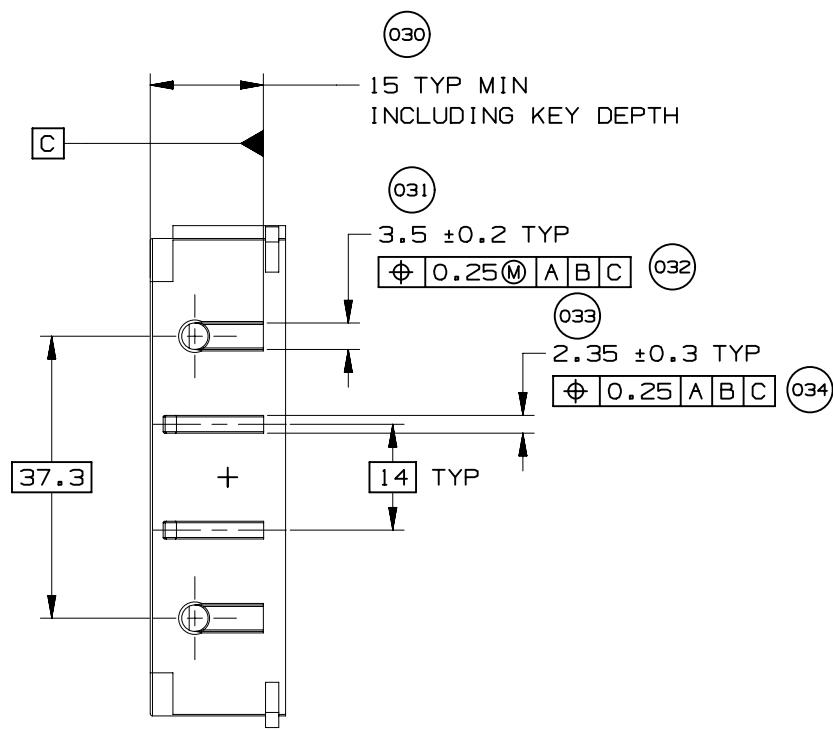 030
15 TYP MIN
INCLUDING KEY DEPTH
C
031
3.5 ±0.2 TYP
⌖ 0.25Ⓜ A B C 032
033
2.35 ±0.3 TYP
⌖ 0.25 A B C 034
37.3
14 TYP